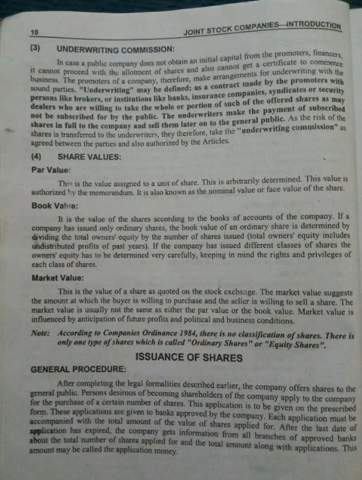 10 JOINT STOCK COMPANIES—INTRODUCTION
(3) UNDERWRITING COMMISSION:
In case a public company does not obtain an initial capital from the promoters, financers,
it cannot proceed with the allotment of shares and also cannot get a certificate to commence
business. The promoters of a company, therefore, make arrangements for underwriting with the
sound parties. "Underwriting" may be defined; as a contract made by the promoters with
persons like brokers, or institutions like banks, insurance companies, syndicates or security
dealers who are willing to take the whole or portion of such of the offered shares as may
not be subscribed for by the public. The underwriters make the payment of subscribed
shares in full to the company and sell them later on to the general public. As the risk of the
shares is transferred to the underwriters, they therefore, take the "underwriting commission" as
agreed between the parties and also authorized by the Articles.
(4) SHARE VALUES:
Par Value:
This is the value assigned to a unit of share. This is arbitrarily determined. This value is
authorized by the memorandum. It is also known as the nominal value or face value of the share.
Book Value:
It is the value of the shares according to the books of accounts of the company. If a
company has issued only ordinary shares, the book value of an ordinary share is determined by
dividing the total owners' equity by the number of shares issued (total owners' equity includes
undistributed profits of past years). If the company has issued different classes of shares the
owners' equity has to be determined very carefully, keeping in mind the rights and privileges of
each class of shares.
Market Value:
This is the value of a share as quoted on the stock exchange. The market value suggests
the amount at which the buyer is willing to purchase and the seller is willing to sell a share. The
market value is usually not the same as either the par value or the book value. Market value is
influenced by anticipation of future profits and political and business conditions.
Note: According to Companies Ordinance 1984, there is no classification of shares. There is
only one type of shares which is called "Ordinary Shares" or "Equity Shares".
ISSUANCE OF SHARES
GENERAL PROCEDURE:
After completing the legal formalities described earlier, the company offers shares to the
general public. Persons desirous of becoming shareholders of the company apply to the company
for the purchase of a certain number of shares. This application is to be given on the prescribed
form. These applications are given to banks approved by the company. Each application must be
accompanied with the total amount of the value of shares applied for. After the last date of
application has expired, the company gets information from all branches of approved banks
about the total number of shares applied for and the total amount along with applications. This
amount may be called the application money.